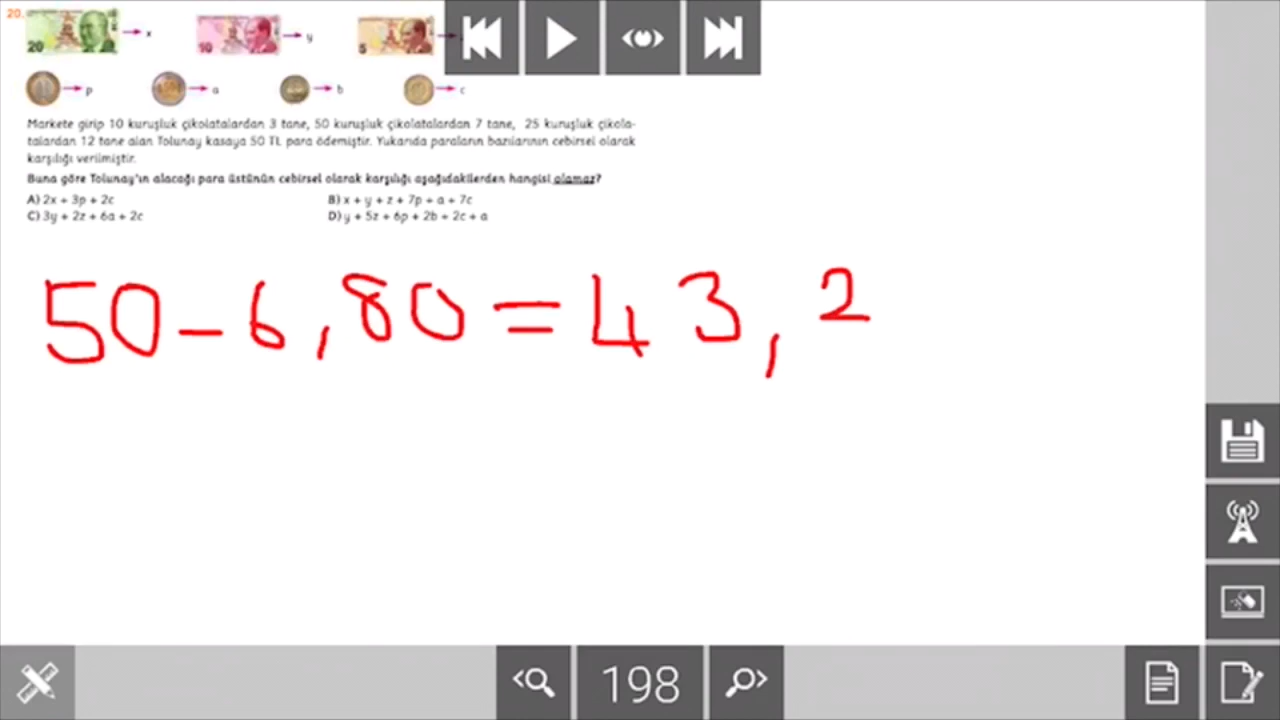 20.
20 x 10 y 5
p a b c
Markete girip 10 kuruşluk çikolatalardan 3 tane, 50 kuruşluk çikolatalardan 7 tane, 25 kuruşluk çikola-
talardan 12 tane alan Tolunay kasaya 50 TL para ödemiştir. Yukarıda paraların bazılarının cebirsel olarak
karşılığı verilmiştir.
Buna göre Tolunay'ın alacağı para üstünün cebirsel olarak karşılığı aşağıdakilerden hangisi olamaz?
A) 2x + 3p + 2c B) x + y + z + 7p + a + 7c
C) 3y + 2z + 6a + 2c D) y + 5z + 6p + 2b + 2c + a
50 - 6,80 = 43,2
198